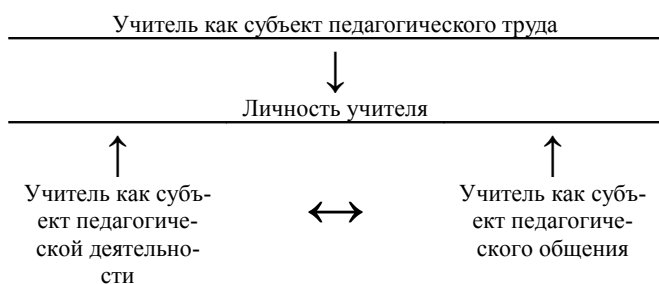 Учитель как субъект педагогического труда
Личность учителя
Учитель как субъ-
ект педагогиче-
ской деятельно-
сти
Учитель как субъ-
ект педагогиче-
ского общения